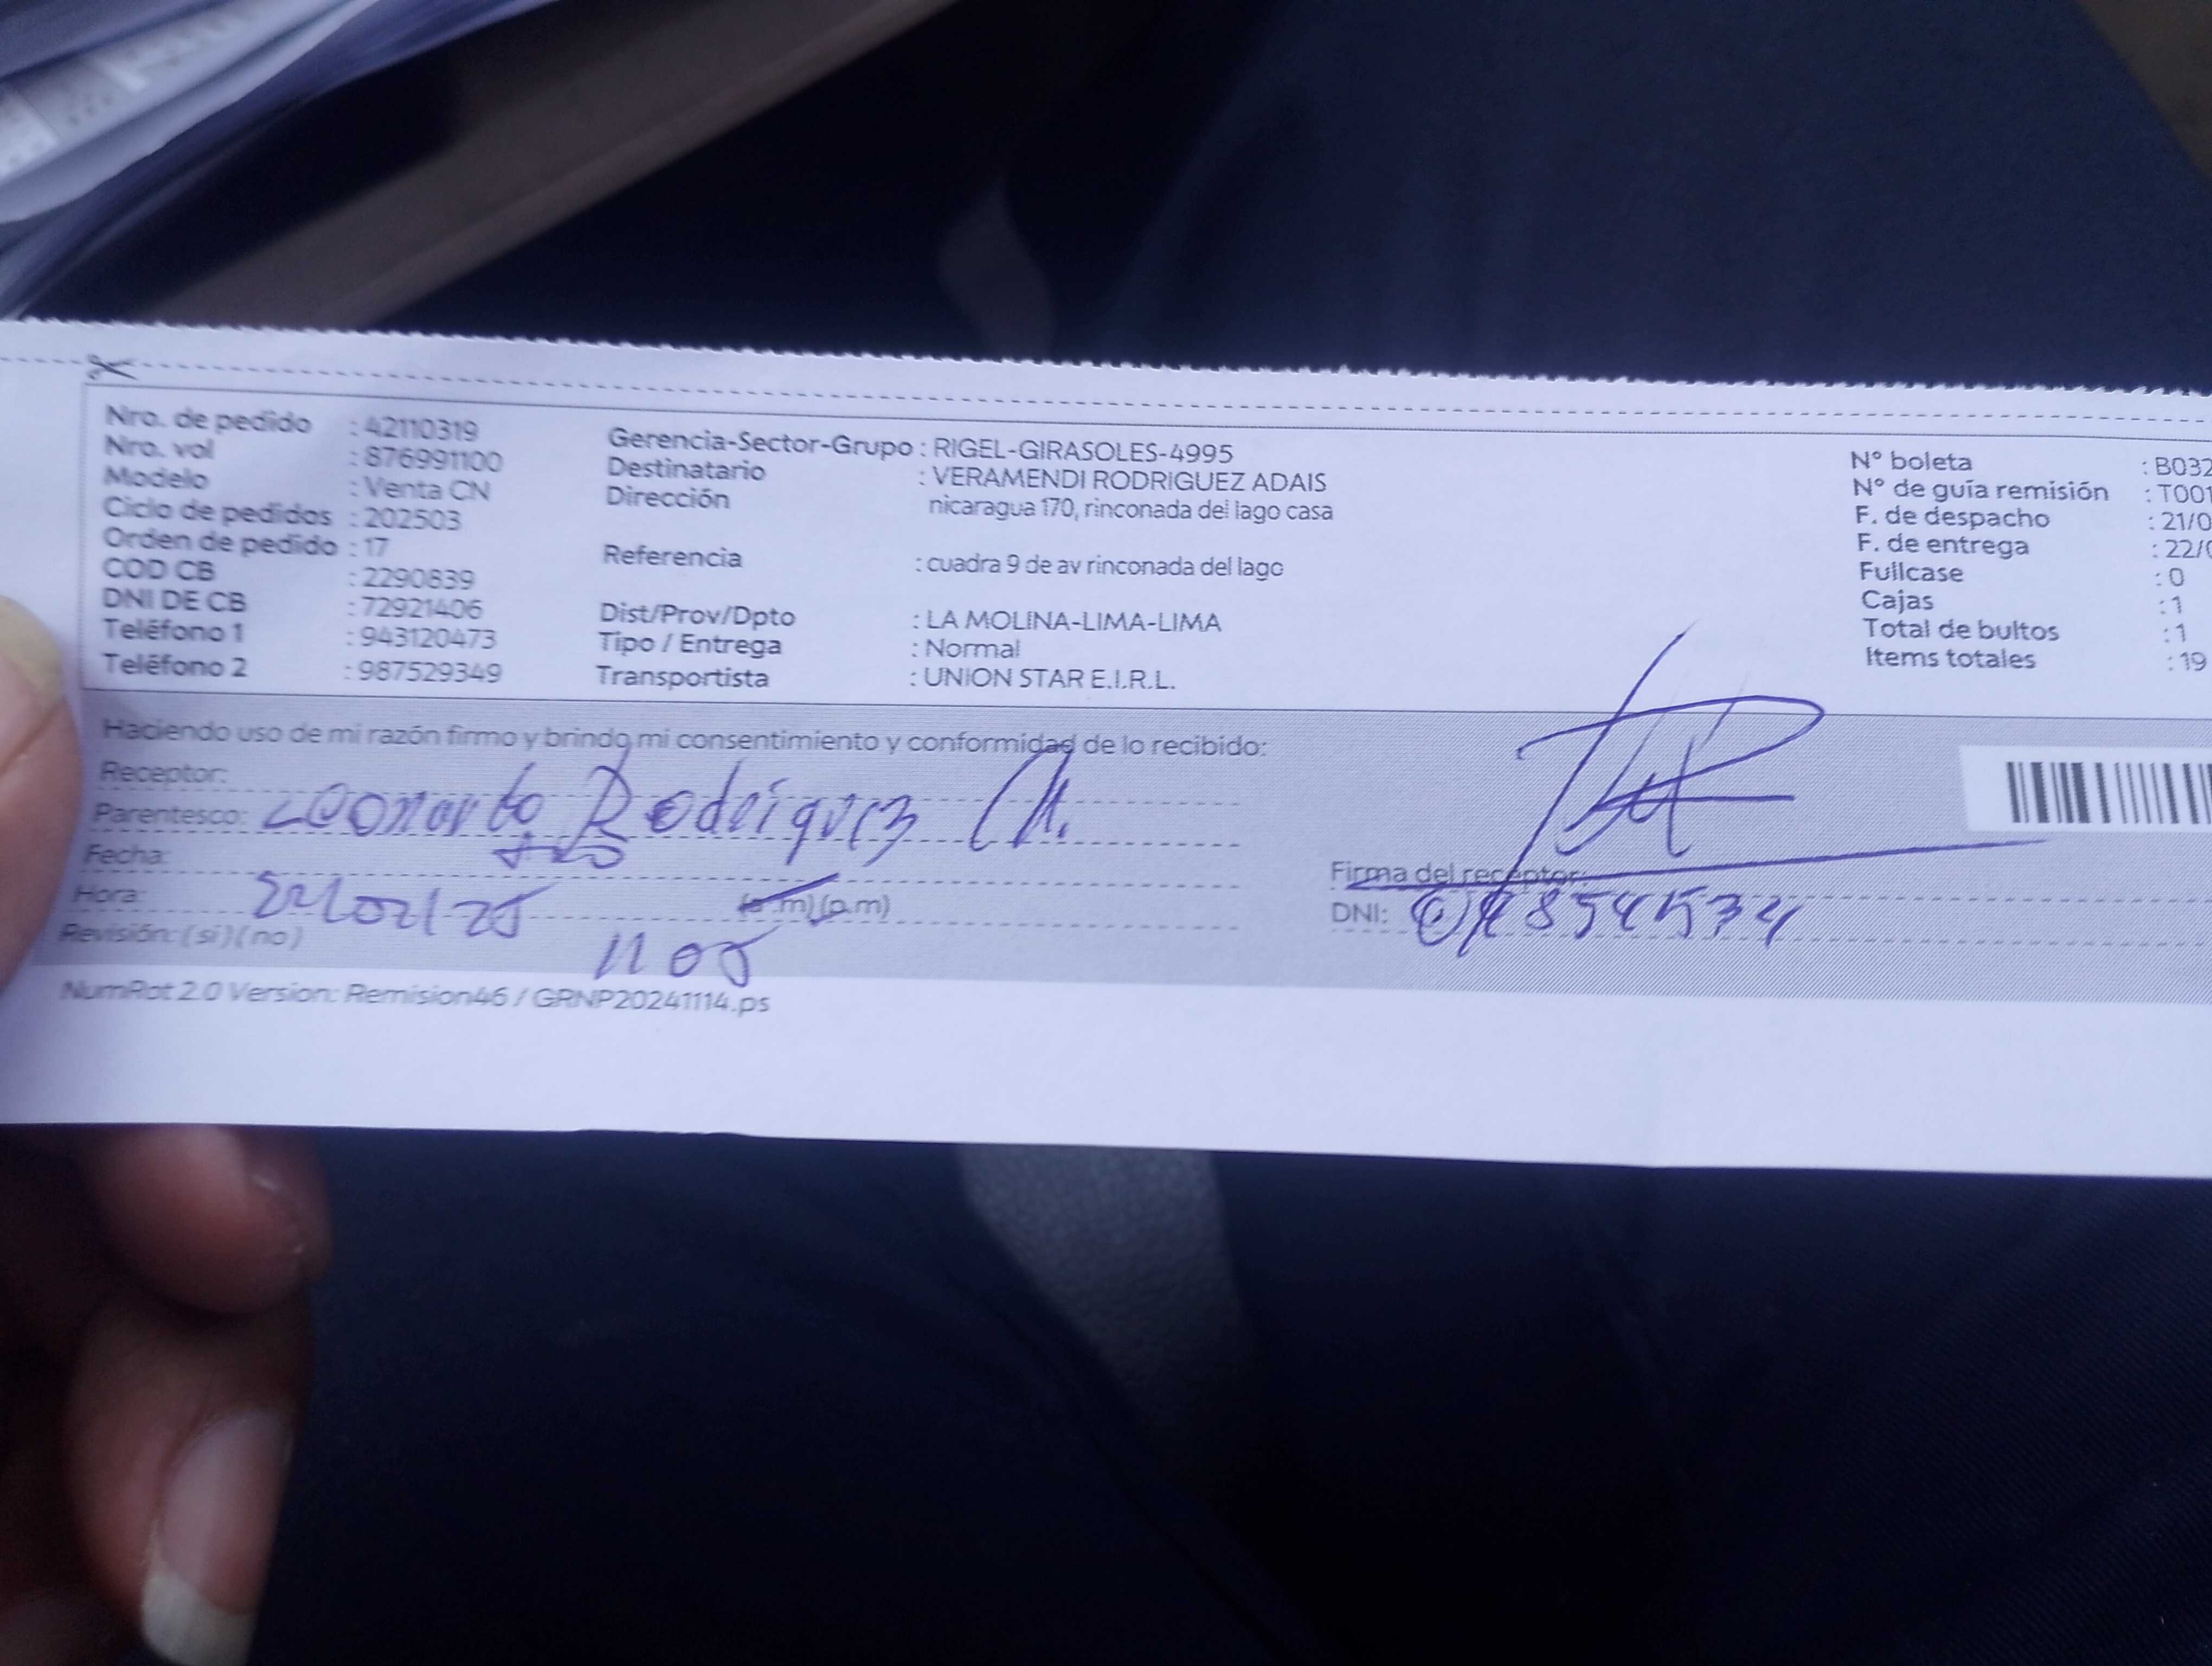 Nro. de pedido : 42110319
Nro. vol : 876991100
Modelo : Venta CN
Ciclo de pedidos : 202503
Orden de pedido : 17
COD CB : 2290839
DNI DE CB : 72921406
Teléfono 1 : 943120473
Teléfono 2 : 987529349
Gerencia-Sector-Grupo : RIGEL-GIRASOLES-4995
Destinatario : VERAMENDI RODRIGUEZ ADAIS
Dirección nicaragua 170, rinconada del lago casa
Referencia : cuadra 9 de av rinconada del lago
Dist/Prov/Dpto : LA MOLINA-LIMA-LIMA
Tipo / Entrega : Normal
Transportista : UNION STAR E.I.R.L.
N° boleta : B032
N° de guía remisión : T001
F. de despacho : 21/0
F. de entrega : 22/0
Fullcase : 0
Cajas : 1
Total de bultos : 1
Items totales : 19
Haciendo uso de mi razón firmo y brindo mi consentimiento y conformidad de lo recibido:
Receptor:
Parentesco: Leonardo Rodriguez
Fecha:
Hora: (a.m) (p.m)
Revisión: (si) (no) 11 05
Firma del receptor:
DNI:
NumRot 2.0 Version: Remision46 / GRNP20241114.ps